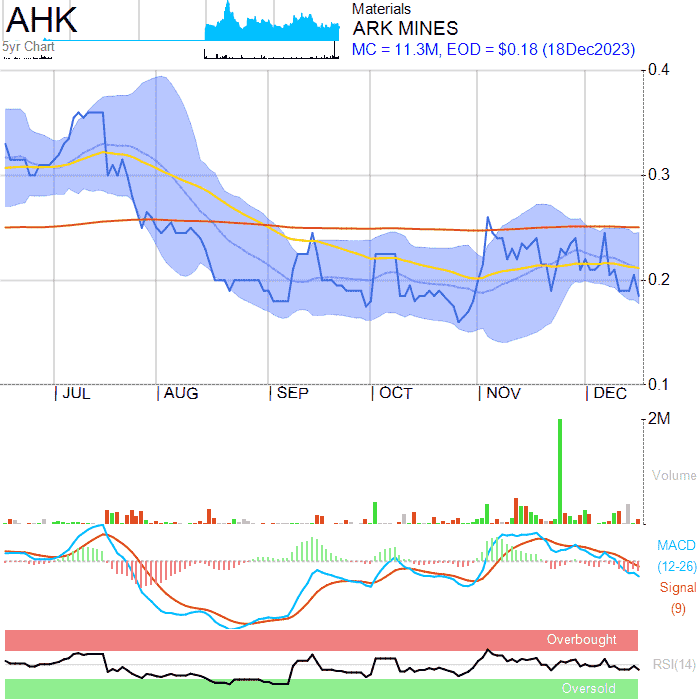 AHK
5yr Chart
Materials
ARK MINES
MC = 11.3M, EOD = $0.18 (18Dec2023)
0.4
0.3
0.2
0.1
| JUL | AUG | SEP | OCT | NOV | DEC
2M
Volume
MACD
(12-26)
Signal
(9)
Overbought
RSI(14)
Oversold